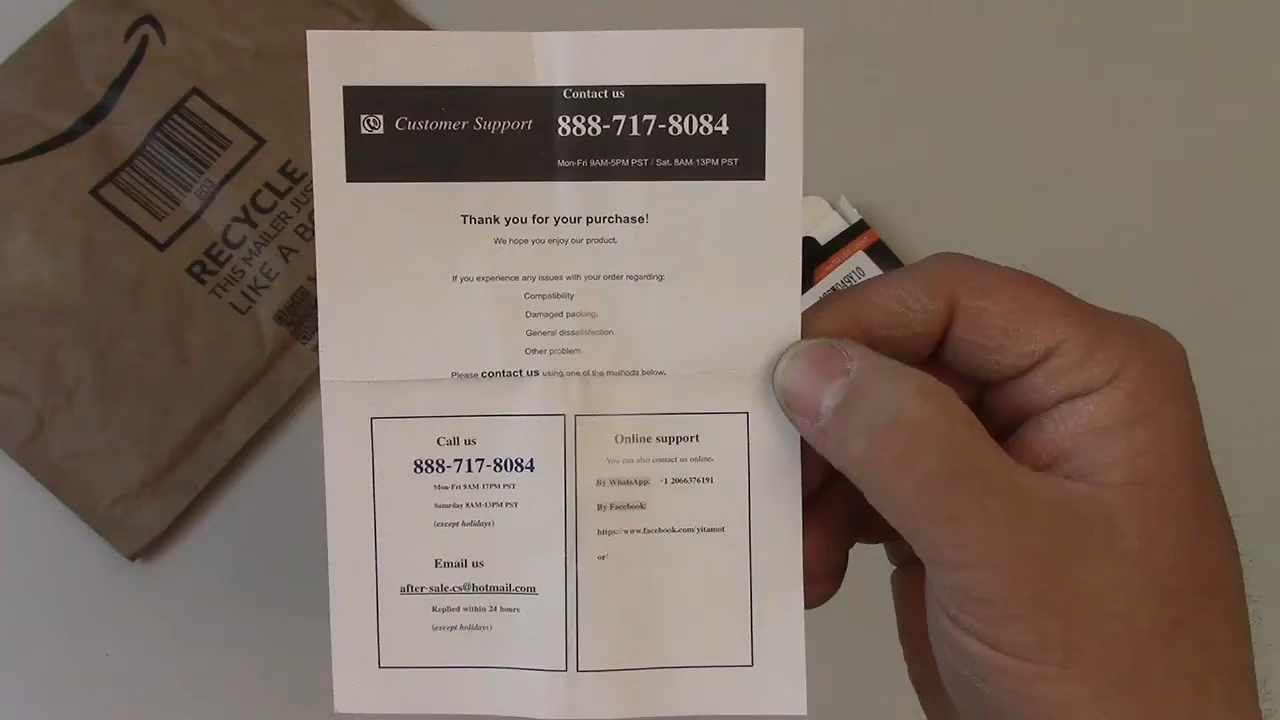 Contact us
Customer Support
888-717-8084
Mon-Fri 9AM-5PM PST / Sat. 8AM-13PM PST
Thank you for your purchase!
We hope you enjoy our product.
If you experience any issues with your order regarding:
Compatibility
Damaged packing.
General dissatisfaction
Other problem
Please contact us using one of the methods below.
Call us
888-717-8084
Mon-Fri 9AM-17PM PST
Saturday 8AM-13PM PST
(except holidays)
Email us
after-sale.cs@hotmail.com
Replied within 24 hours
(except holidays)
Online support
You can also contact us online.
By WhatsApp: +1 2066376191
By Facebook:
https://www.facebook.com/yitamot
or/
609
RECYCLE
THIS MAILER JUS
LIKE A B